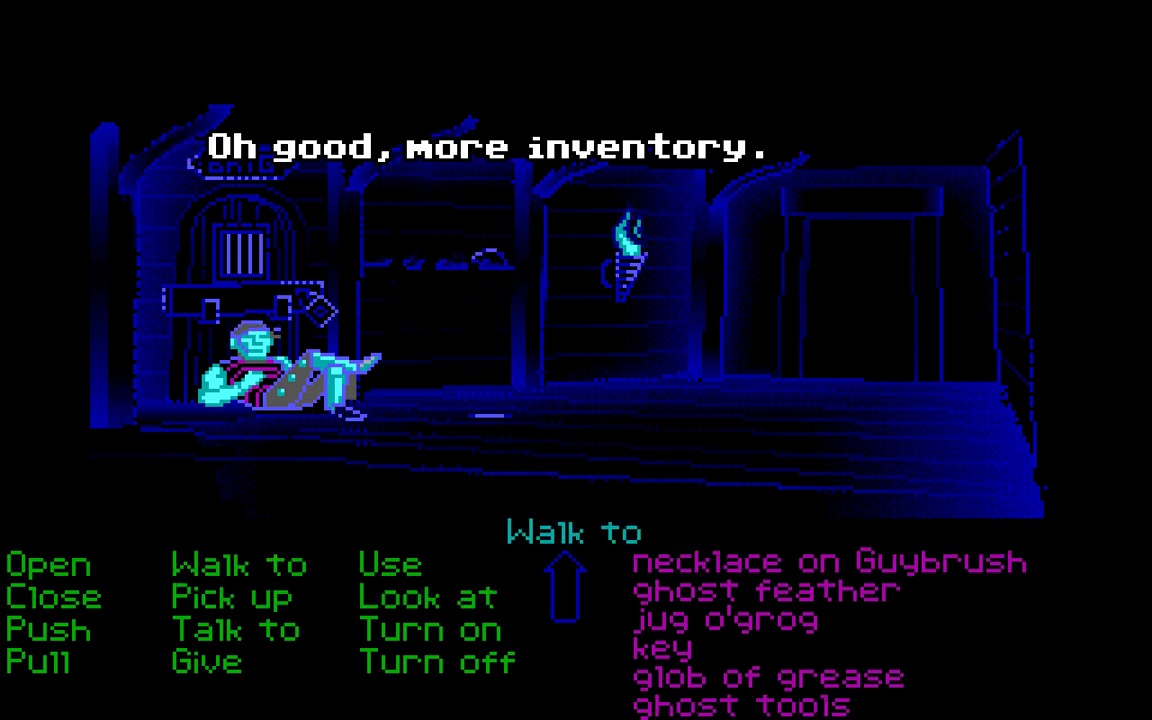 Oh good, more inventory.
Walk to
Open Walk to Use
Close Pick up Look at
Push Talk to Turn on
Pull Give Turn off
necklace on Guybrush
ghost feather
jug o'grog
key
glob of grease
ghost tools